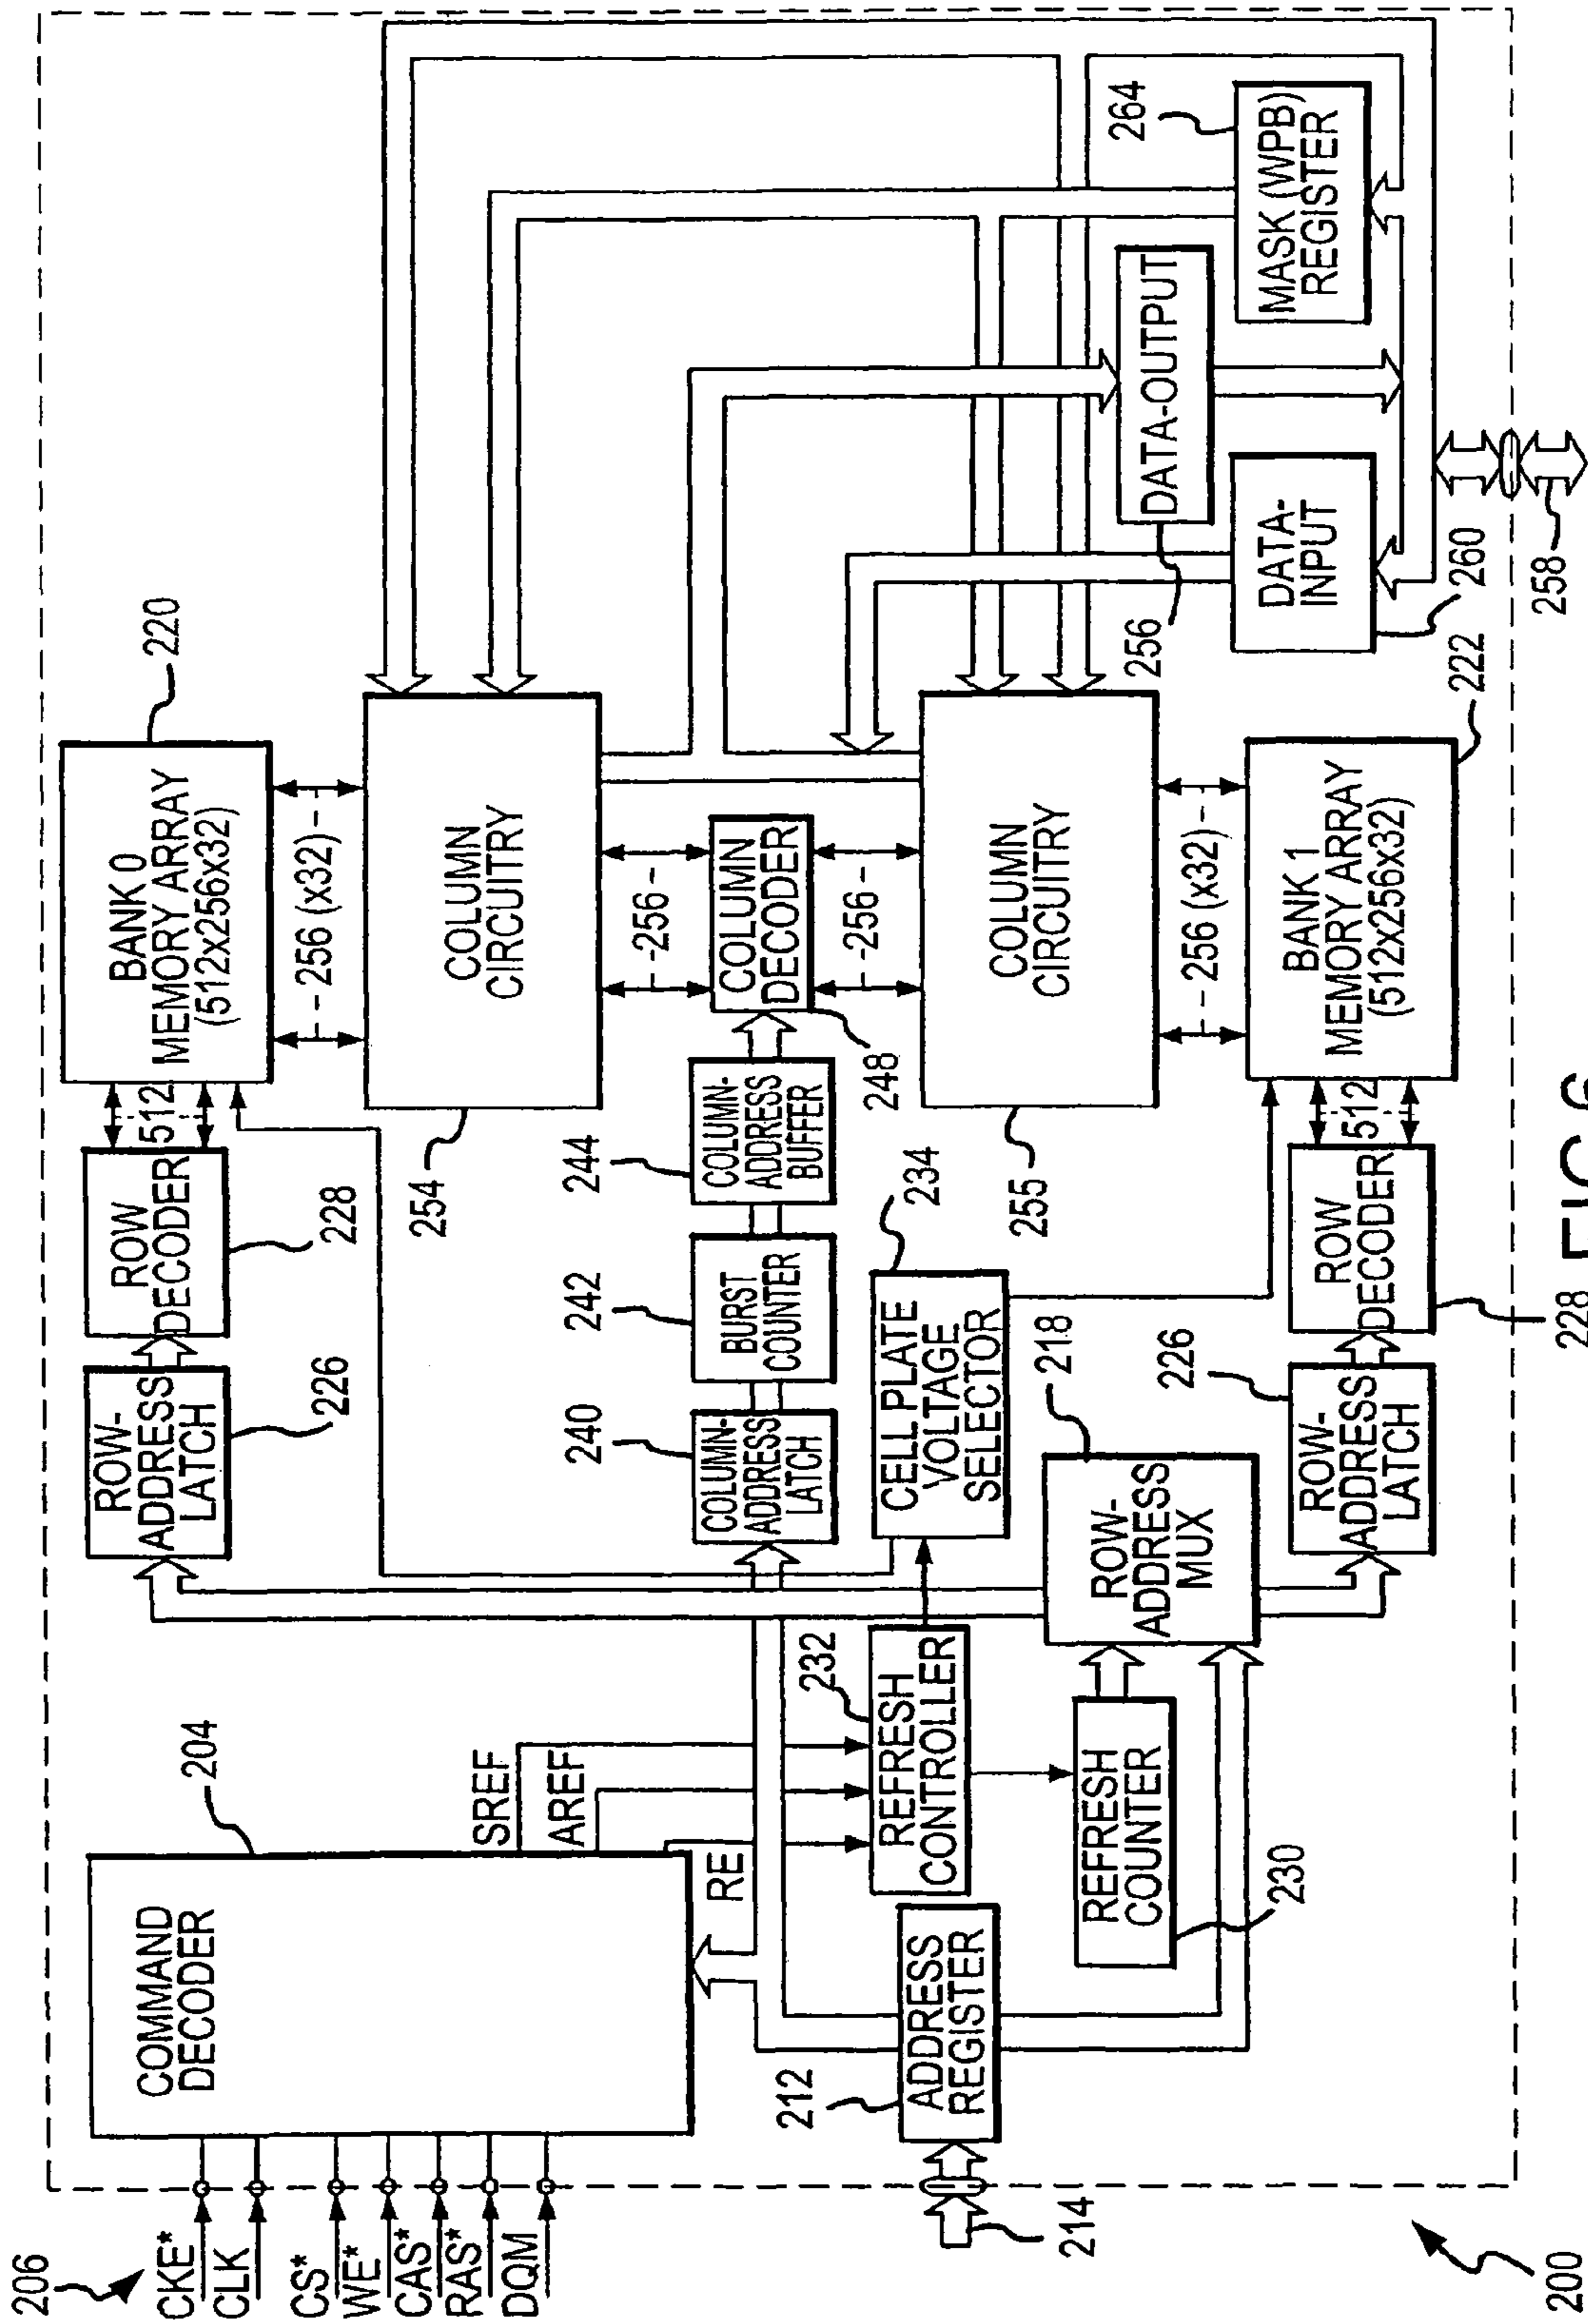 206
CKE*
CLK
CS*
WE*
CAS*
RAS*
DQM
COMMAND
DECODER
204
SREF
AREF
RE
212
ADDRESS
REGISTER
214
200
232
REFRESH
CONTROLLER
REFRESH
COUNTER
230
ROW-
ADDRESS
LATCH
226
ROW
DECODER
228
512
BANK 0
MEMORY ARRAY
(512x256x32)
220
256 (x32)
COLUMN
CIRCUITRY
254
256
240
COLUMN-
ADDRESS
LATCH
242
BURST
COUNTER
244
COLUMN-
ADDRESS
BUFFER
COLUMN
DECODER
248
256
COLUMN
CIRCUITRY
255
256 (x32)
CELL PLATE
VOLTAGE
SELECTOR
234
ROW-
ADDRESS
MUX
218
ROW-
ADDRESS
LATCH
226
ROW
DECODER
228
512
BANK 1
MEMORY ARRAY
(512x256x32)
222
DATA-
INPUT
260
DATA-OUTPUT
256
MASK (WPB)
REGISTER
264
258
FIG.6